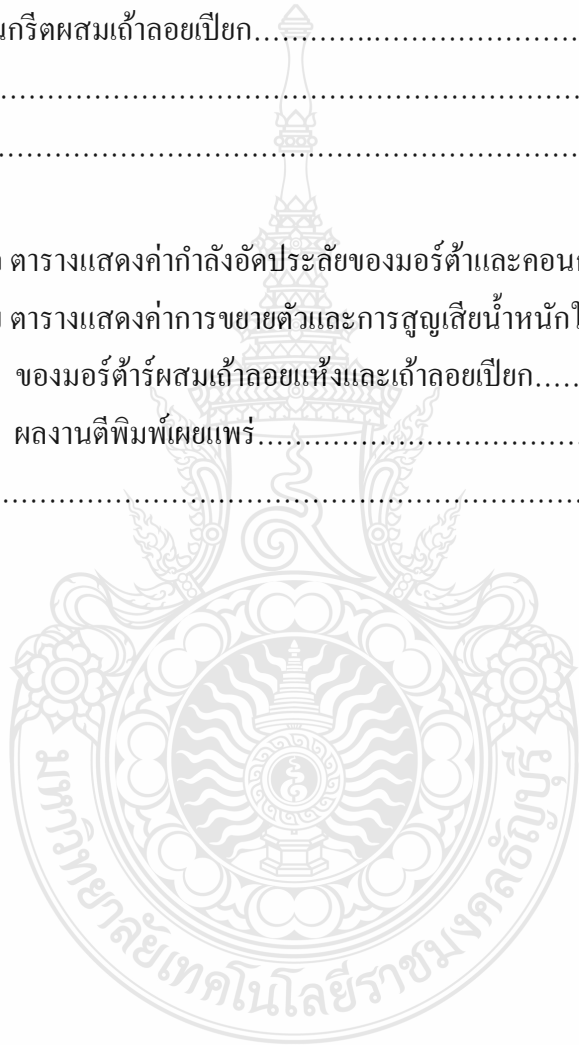 นกรีตผสมเถ้าลอยเปียก……………..……………………………
……………………………………………………………
……………………………………………………………
ตารางแสดงค่ากำลังอัดประลัยของมอร์ต้าและคอน
ตารางแสดงค่าการขยายตัวและการสูญเสียน้ำหนัก
ของมอร์ต้าร์ผสมเถ้าลอยแห้งและเถ้าลอยเปียก…..
ผลงานตีพิมพ์เผยแพร่……………………………………
……………………………………………………………
มหาวิทยาลัยเทคโนโลยีราชมงคลธัญบุรี